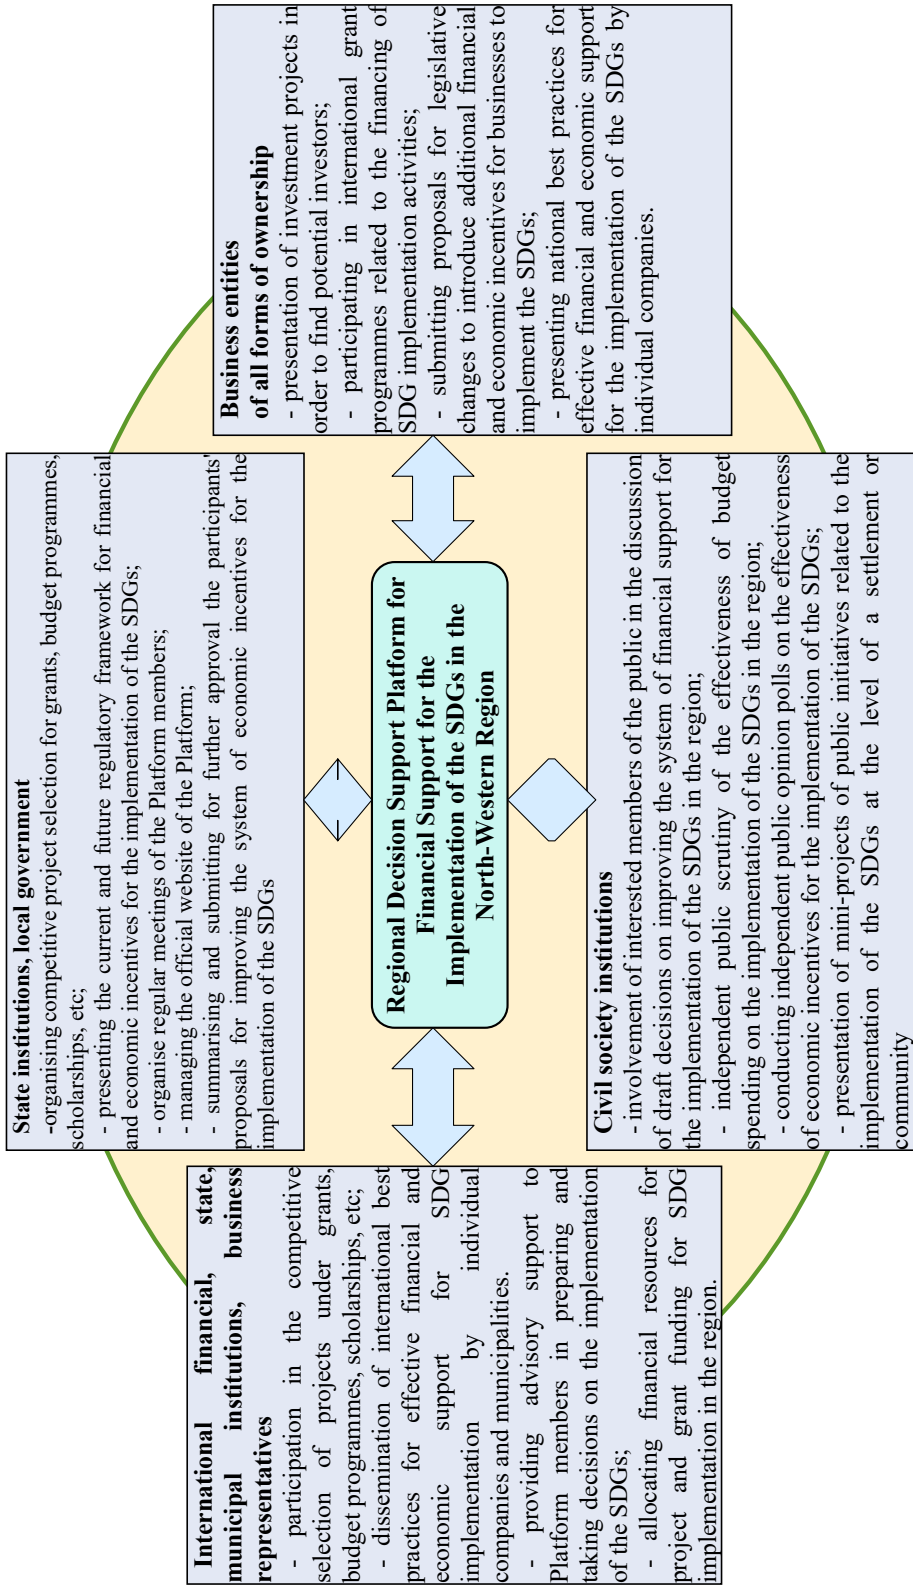 State institutions, local government
-organising competitive project selection for grants, budget programmes,
scholarships, etc;
- presenting the current and future regulatory framework for financial
and economic incentives for the implementation of the SDGs;
- organise regular meetings of the Platform members;
- managing the official website of the Platform;
- summarising and submitting for further approval the participants'
proposals for improving the system of economic incentives for the
implementation of the SDGs
International financial, state,
municipal institutions, business
representatives
- participation in the competitive
selection of projects under grants,
budget programmes, scholarships, etc;
- dissemination of international best
practices for effective financial and
economic support for SDG
implementation by individual
companies and municipalities.
- providing advisory support to
Platform members in preparing and
taking decisions on the implementation
of the SDGs;
- allocating financial resources for
project and grant funding for SDG
implementation in the region.
Regional Decision Support Platform for
Financial Support for the
Implementation of the SDGs in the
North-Western Region
Business entities
of all forms of ownership
- presentation of investment projects in
order to find potential investors;
- participating in international grant
programmes related to the financing of
SDG implementation activities;
- submitting proposals for legislative
changes to introduce additional financial
and economic incentives for businesses to
implement the SDGs;
- presenting national best practices for
effective financial and economic support
for the implementation of the SDGs by
individual companies.
Civil society institutions
- involvement of interested members of the public in the discussion
of draft decisions on improving the system of financial support for
the implementation of the SDGs in the region;
- independent public scrutiny of the effectiveness of budget
spending on the implementation of the SDGs in the region;
- conducting independent public opinion polls on the effectiveness
of economic incentives for the implementation of the SDGs;
- presentation of mini-projects of public initiatives related to the
implementation of the SDGs at the level of a settlement or
community